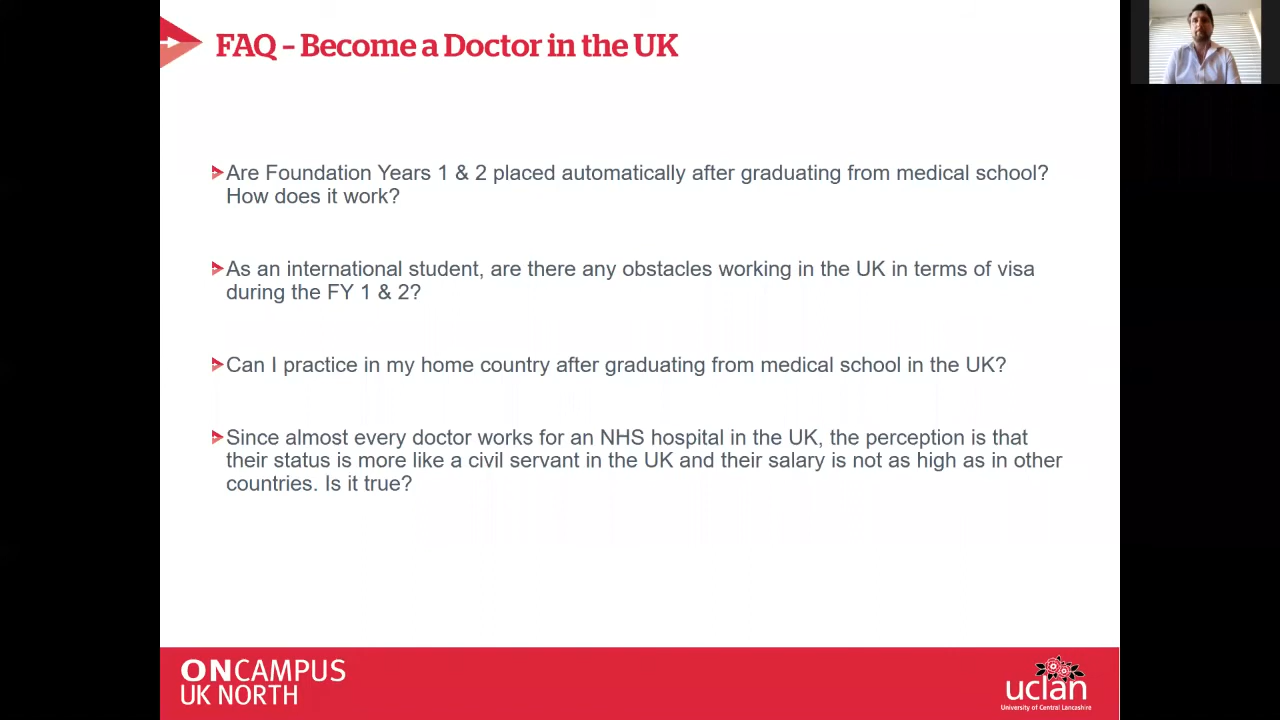 FAQ – Become a Doctor in the UK
Are Foundation Years 1 & 2 placed automatically after graduating from medical school?
How does it work?
As an international student, are there any obstacles working in the UK in terms of visa
during the FY 1 & 2?
Can I practice in my home country after graduating from medical school in the UK?
Since almost every doctor works for an NHS hospital in the UK, the perception is that
their status is more like a civil servant in the UK and their salary is not as high as in other
countries. Is it true?
ONCAMPUS
UK NORTH
uclan
University of Central Lancashire